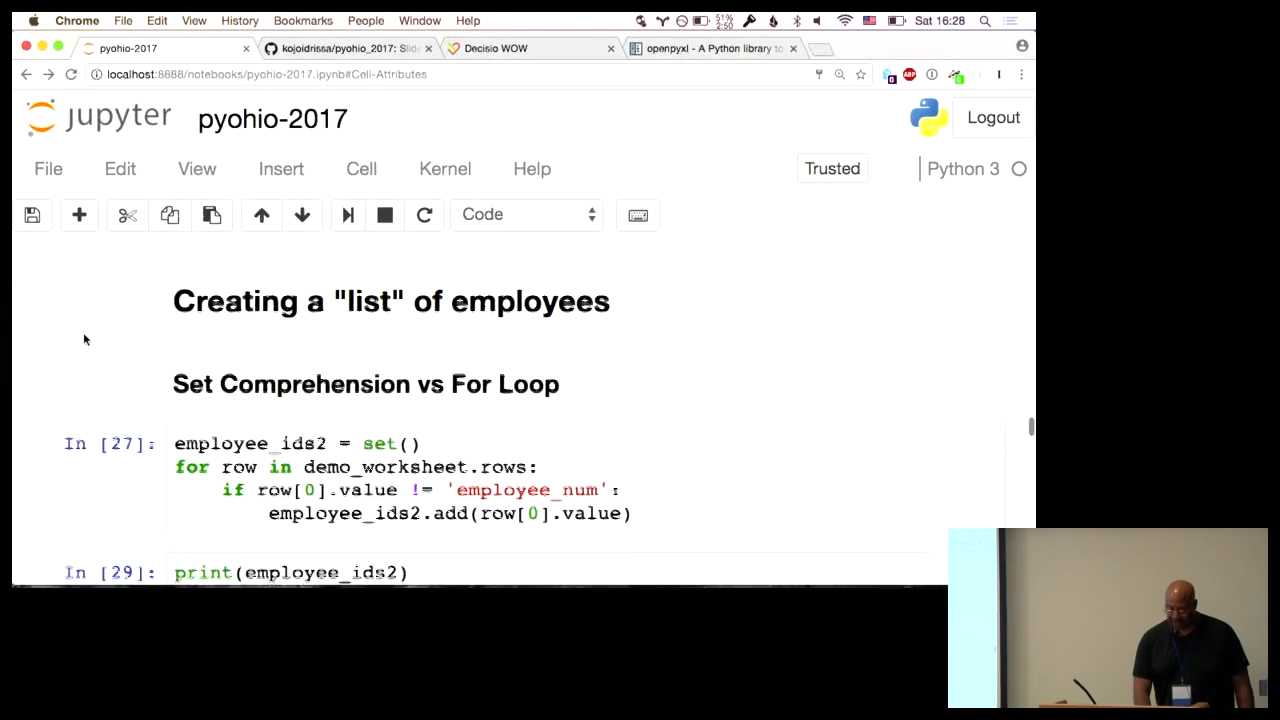 Chrome File Edit View History Bookmarks People Window Help 51% 2:50 Sat 16:28
pyohio-2017 kojoidrissa/pyohio_2017: Slid Decisio WOW openpyxl - A Python library to
localhost:8888/notebooks/pyohio-2017.ipynb#Cell-Attributes
jupyter pyohio-2017 Logout
File Edit View Insert Cell Kernel Help Trusted Python 3
Code
Creating a "list" of employees
Set Comprehension vs For Loop
In [27]: employee_ids2 = set()
for row in demo_worksheet.rows:
if row[0].value != 'employee_num':
employee_ids2.add(row[0].value)
In [29]: print(employee_ids2)